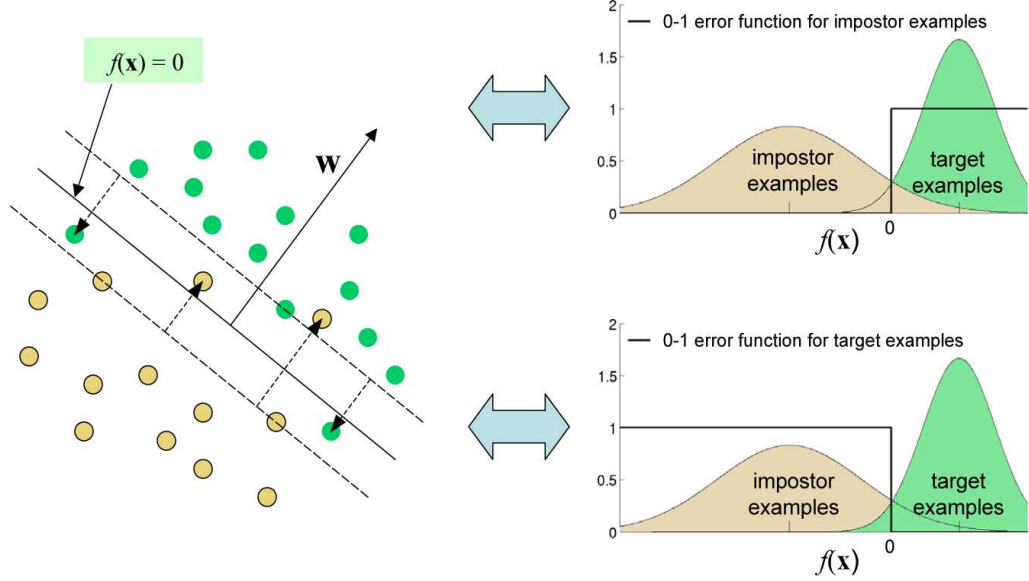 f(x) = 0
w
0-1 error function for impostor examples
2
1.5
1
0.5
0
impostor
examples
target
examples
0
f(x)
0-1 error function for target examples
2
1.5
1
0.5
0
impostor
examples
target
examples
0
f(x)